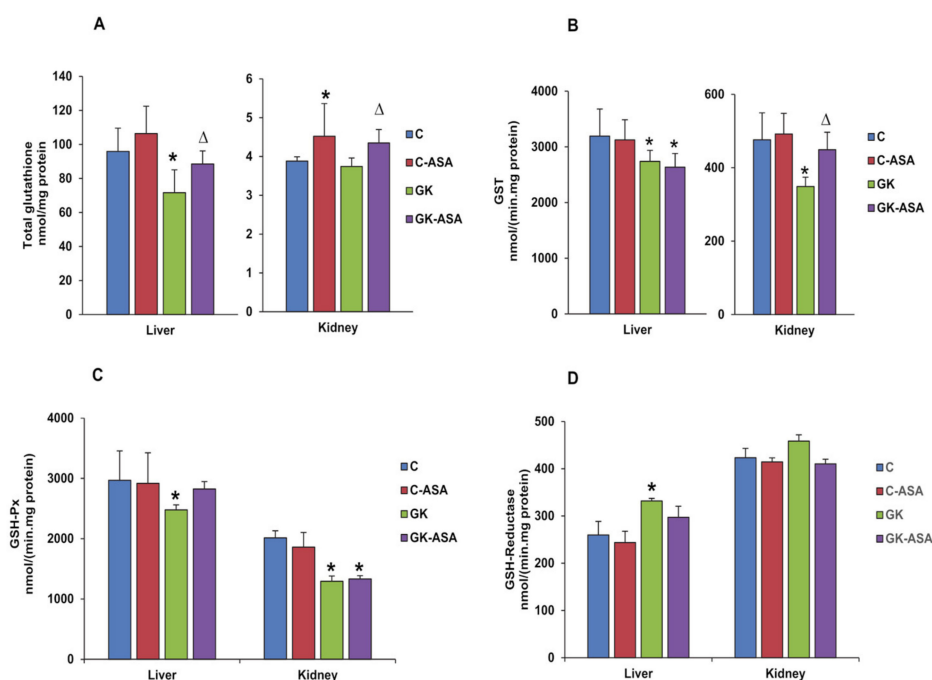 A
Total glutathione
nmol/mg protein
140
120
100
80
60
40
20
0
*
Δ
Liver
6
5
4
3
2
1
0
*
Δ
Kidney
C
C-ASA
GK
GK-ASA
B
GST
nmol/(min.mg protein)
4000
3000
2000
1000
0
*
*
Liver
600
400
200
0
*
Δ
Kidney
C
C-ASA
GK
GK-ASA
C
GSH-Px
nmol/(min.mg protein)
4000
3000
2000
1000
0
*
*
*
Liver
Kidney
C
C-ASA
GK
GK-ASA
D
GSH-Reductase
nmol/(min.mg protein)
500
400
300
200
100
0
*
Liver
Kidney
C
C-ASA
GK
GK-ASA